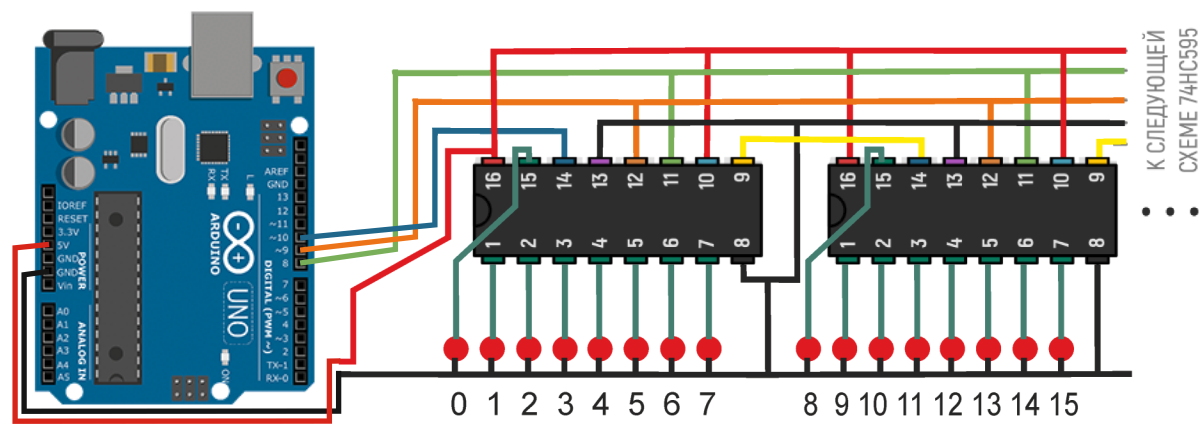 IOREF
RESET
3.3V
5V
GND
GND
Vin
POWER
A0
A1
A2
A3
A4
A5
ANALOG IN
RX
TX
L
ARDUINO
UNO
ON
AREF
GND
13
12
~11
~10
~9
8
7
~6
~5
4
~3
2
TX-1
RX-0
DIGITAL (PWM ~)
16 15 14 13 12 11 10 9
1 2 3 4 5 6 7 8
16 15 14 13 12 11 10 9
1 2 3 4 5 6 7 8
0 1 2 3 4 5 6 7
8 9 10 11 12 13 14 15
К СЛЕДУЮЩЕЙ
СХЕМЕ 74HC595